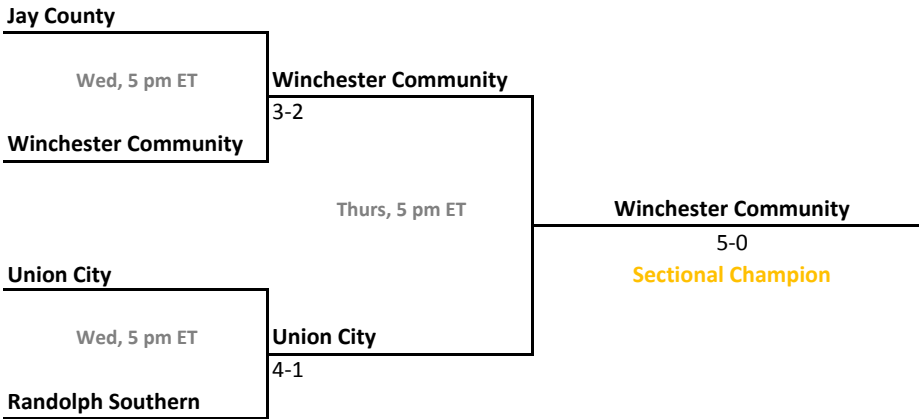 Jay County
Wed, 5 pm ET
Winchester Community
3-2
Winchester Community
Thurs, 5 pm ET
Winchester Community
5-0
Sectional Champion
Union City
Wed, 5 pm ET
Union City
4-1
Randolph Southern